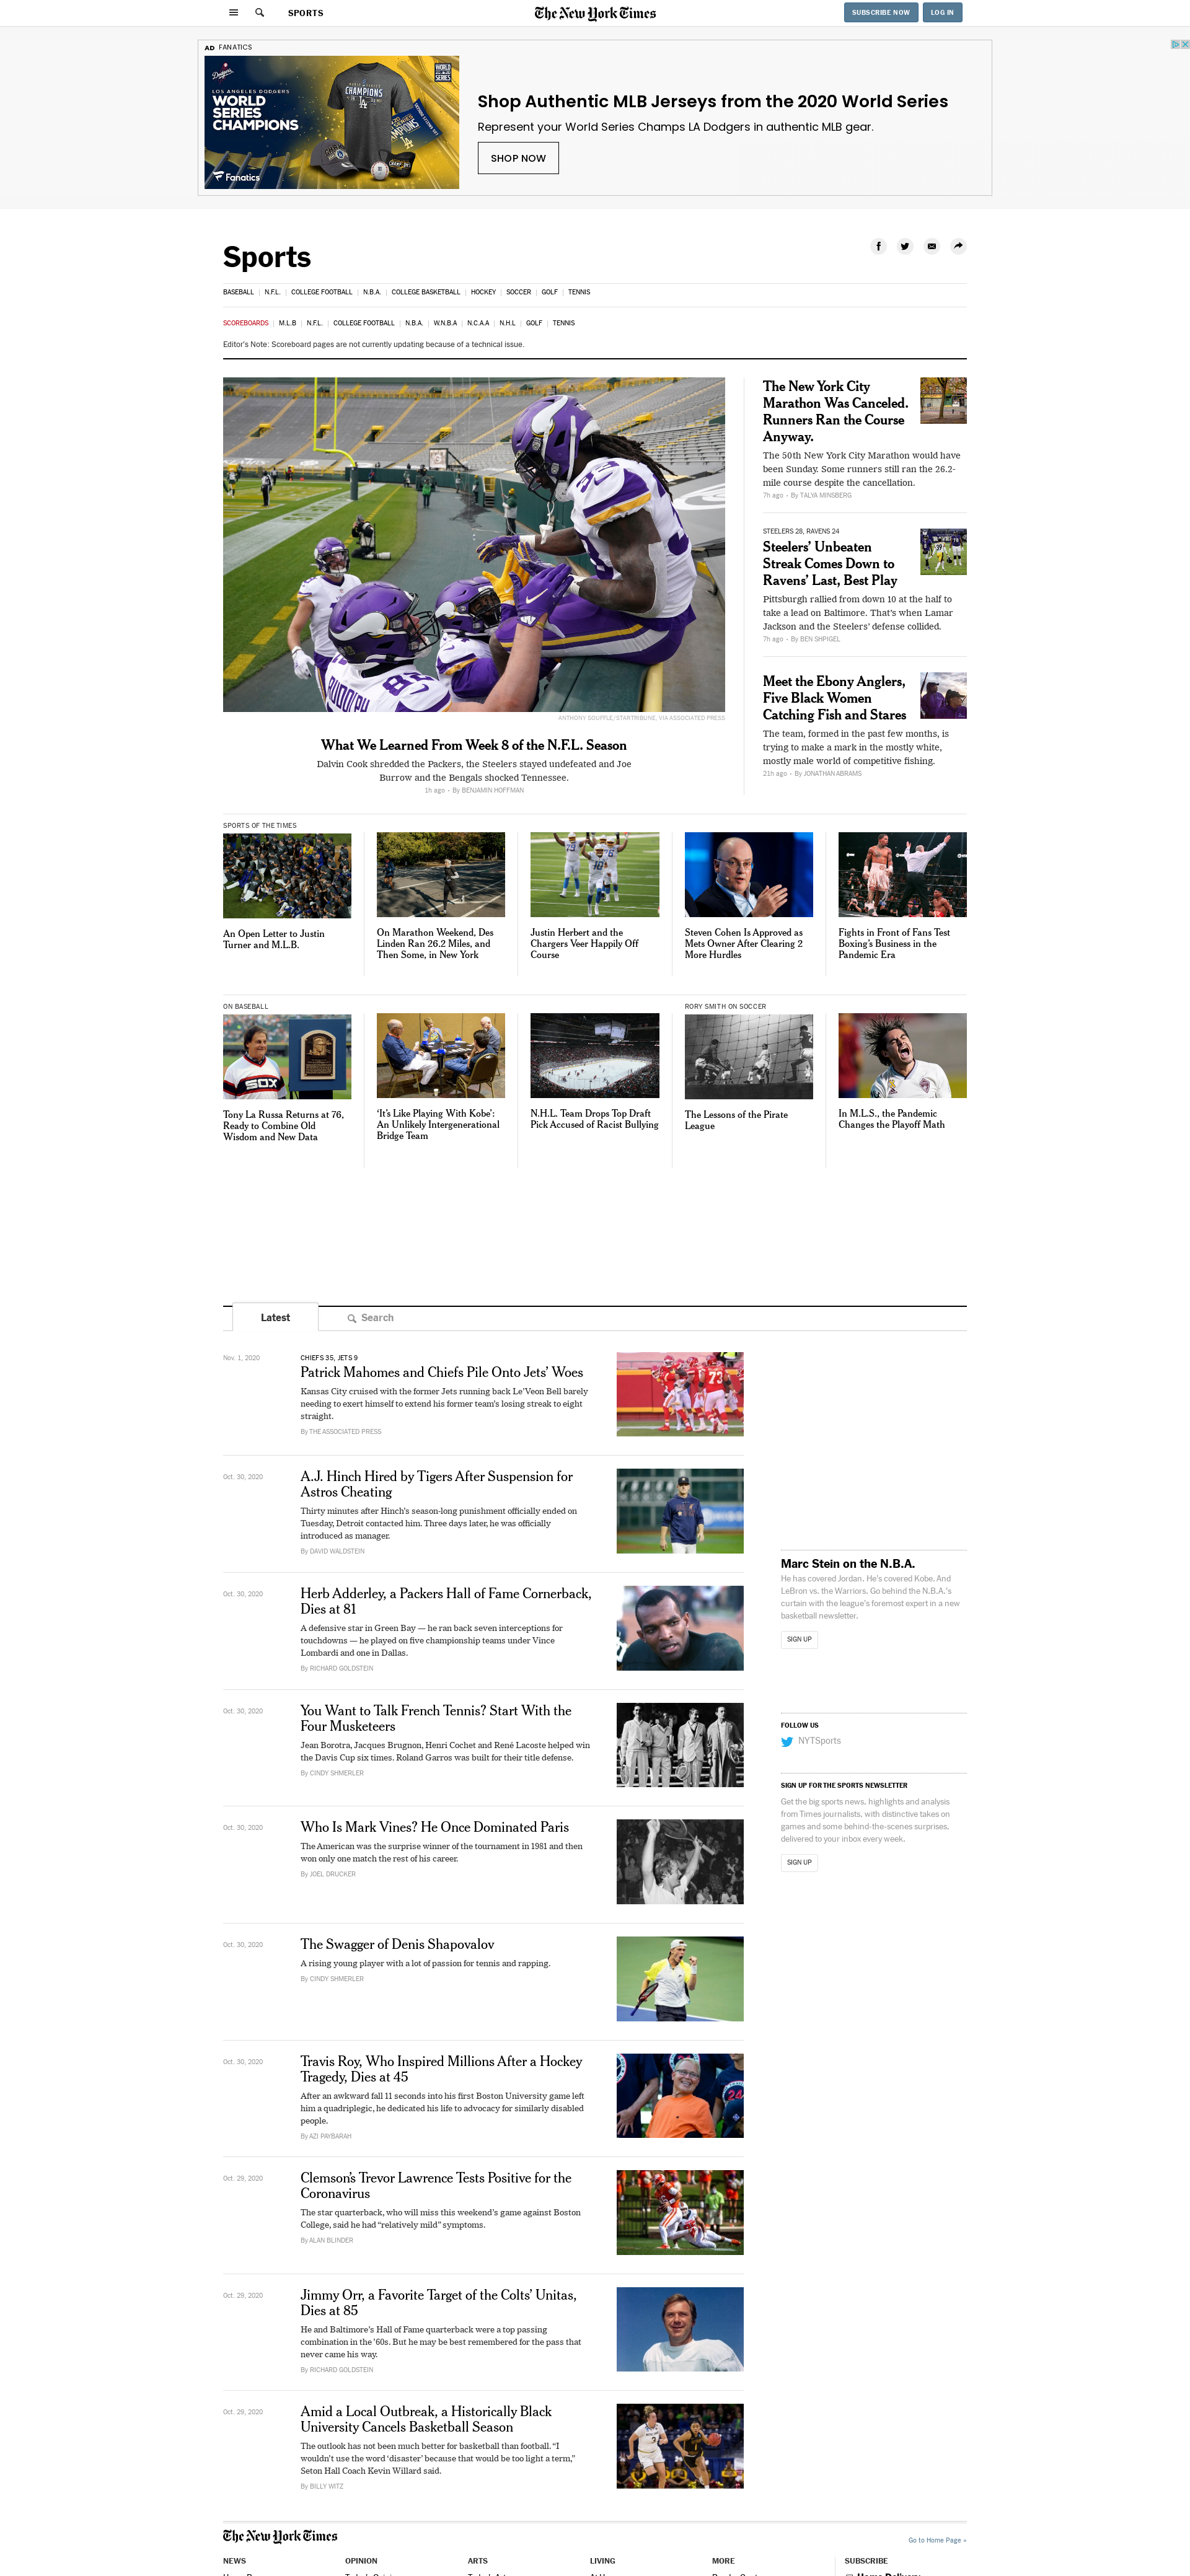 SPORTS
The New York Times
SUBSCRIBE NOW
LOG IN
AD FANATICS
Dodgers
LOS ANGELES DODGERS
WORLD SERIES CHAMPIONS
WORLD SERIES
CHAMPIONS
Fanatics
Shop Authentic MLB Jerseys from the 2020 World Series
Represent your World Series Champs LA Dodgers in authentic MLB gear.
SHOP NOW
Sports
BASEBALL | N.F.L. | COLLEGE FOOTBALL | N.B.A. | COLLEGE BASKETBALL | HOCKEY | SOCCER | GOLF | TENNIS
SCOREBOARDS | M.L.B | N.F.L. | COLLEGE FOOTBALL | N.B.A. | W.N.B.A | N.C.A.A | N.H.L | GOLF | TENNIS
Editor's Note: Scoreboard pages are not currently updating because of a technical issue.
ANTHONY SOUFFLE/STARTRIBUNE, VIA ASSOCIATED PRESS
What We Learned From Week 8 of the N.F.L. Season
Dalvin Cook shredded the Packers, the Steelers stayed undefeated and Joe
Burrow and the Bengals shocked Tennessee.
1h ago • By BENJAMIN HOFFMAN
The New York City
Marathon Was Canceled.
Runners Ran the Course
Anyway.
The 50th New York City Marathon would have
been Sunday. Some runners still ran the 26.2-
mile course despite the cancellation.
7h ago • By TALYA MINSBERG
STEELERS 28, RAVENS 24
Steelers’ Unbeaten
Streak Comes Down to
Ravens’ Last, Best Play
Pittsburgh rallied from down 10 at the half to
take a lead on Baltimore. That’s when Lamar
Jackson and the Steelers’ defense collided.
7h ago • By BEN SHPIGEL
Meet the Ebony Anglers,
Five Black Women
Catching Fish and Stares
The team, formed in the past few months, is
trying to make a mark in the mostly white,
mostly male world of competitive fishing.
21h ago • By JONATHAN ABRAMS
SPORTS OF THE TIMES
An Open Letter to Justin
Turner and M.L.B.
On Marathon Weekend, Des
Linden Ran 26.2 Miles, and
Then Some, in New York
Justin Herbert and the
Chargers Veer Happily Off
Course
Steven Cohen Is Approved as
Mets Owner After Clearing 2
More Hurdles
Fights in Front of Fans Test
Boxing’s Business in the
Pandemic Era
ON BASEBALL
SOX
Tony La Russa Returns at 76,
Ready to Combine Old
Wisdom and New Data
‘It’s Like Playing With Kobe’:
An Unlikely Intergenerational
Bridge Team
N.H.L. Team Drops Top Draft
Pick Accused of Racist Bullying
RORY SMITH ON SOCCER
The Lessons of the Pirate
League
In M.L.S., the Pandemic
Changes the Playoff Math
Latest
Search
Nov. 1, 2020
CHIEFS 35, JETS 9
Patrick Mahomes and Chiefs Pile Onto Jets’ Woes
Kansas City cruised with the former Jets running back Le’Veon Bell barely
needing to exert himself to extend his former team’s losing streak to eight
straight.
By THE ASSOCIATED PRESS
Oct. 30, 2020
A.J. Hinch Hired by Tigers After Suspension for
Astros Cheating
Thirty minutes after Hinch’s season-long punishment officially ended on
Tuesday, Detroit contacted him. Three days later, he was officially
introduced as manager.
By DAVID WALDSTEIN
Oct. 30, 2020
Herb Adderley, a Packers Hall of Fame Cornerback,
Dies at 81
A defensive star in Green Bay — he ran back seven interceptions for
touchdowns — he played on five championship teams under Vince
Lombardi and one in Dallas.
By RICHARD GOLDSTEIN
Oct. 30, 2020
You Want to Talk French Tennis? Start With the
Four Musketeers
Jean Borotra, Jacques Brugnon, Henri Cochet and René Lacoste helped win
the Davis Cup six times. Roland Garros was built for their title defense.
By CINDY SHMERLER
Oct. 30, 2020
Who Is Mark Vines? He Once Dominated Paris
The American was the surprise winner of the tournament in 1981 and then
won only one match the rest of his career.
By JOEL DRUCKER
Oct. 30, 2020
The Swagger of Denis Shapovalov
A rising young player with a lot of passion for tennis and rapping.
By CINDY SHMERLER
Oct. 30, 2020
Travis Roy, Who Inspired Millions After a Hockey
Tragedy, Dies at 45
After an awkward fall 11 seconds into his first Boston University game left
him a quadriplegic, he dedicated his life to advocacy for similarly disabled
people.
By AZI PAYBARAH
Oct. 29, 2020
Clemson’s Trevor Lawrence Tests Positive for the
Coronavirus
The star quarterback, who will miss this weekend’s game against Boston
College, said he had “relatively mild” symptoms.
By ALAN BLINDER
Oct. 29, 2020
Jimmy Orr, a Favorite Target of the Colts’ Unitas,
Dies at 85
He and Baltimore’s Hall of Fame quarterback were a top passing
combination in the ’60s. But he may be best remembered for the pass that
never came his way.
By RICHARD GOLDSTEIN
Oct. 29, 2020
Amid a Local Outbreak, a Historically Black
University Cancels Basketball Season
The outlook has not been much better for basketball than football. “I
wouldn’t use the word ‘disaster’ because that would be too light a term,”
Seton Hall Coach Kevin Willard said.
By BILLY WITZ
Marc Stein on the N.B.A.
He has covered Jordan. He’s covered Kobe. And
LeBron vs. the Warriors. Go behind the N.B.A.’s
curtain with the league’s foremost expert in a new
basketball newsletter.
SIGN UP
FOLLOW US
NYTSports
SIGN UP FOR THE SPORTS NEWSLETTER
Get the big sports news, highlights and analysis
from Times journalists, with distinctive takes on
games and some behind-the-scenes surprises,
delivered to your inbox every week.
SIGN UP
The New York Times
Go to Home Page »
NEWS
OPINION
ARTS
LIVING
MORE
SUBSCRIBE